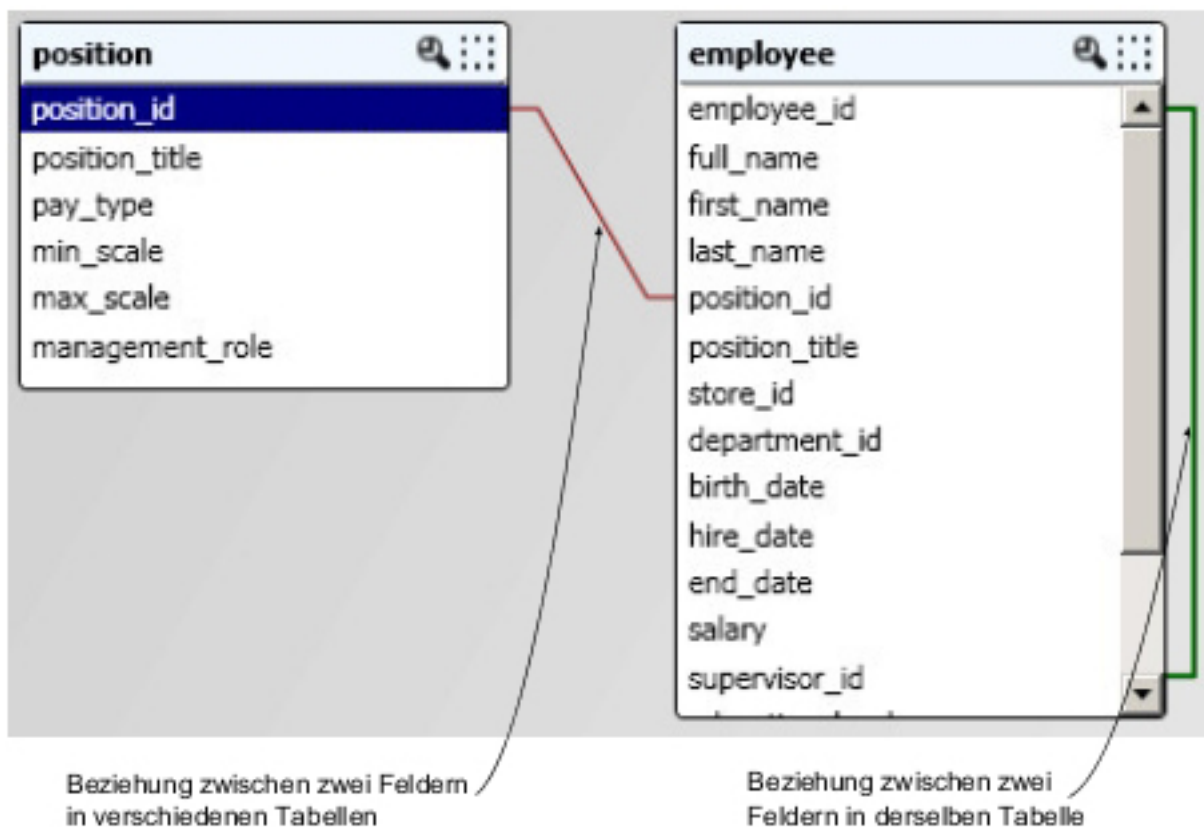 position
position_id
position_title
pay_type
min_scale
max_scale
management_role
employee
employee_id
full_name
first_name
last_name
position_id
position_title
store_id
department_id
birth_date
hire_date
end_date
salary
supervisor_id
Beziehung zwischen zwei Feldern
in verschiedenen Tabellen
Beziehung zwischen zwei
Feldern in derselben Tabelle